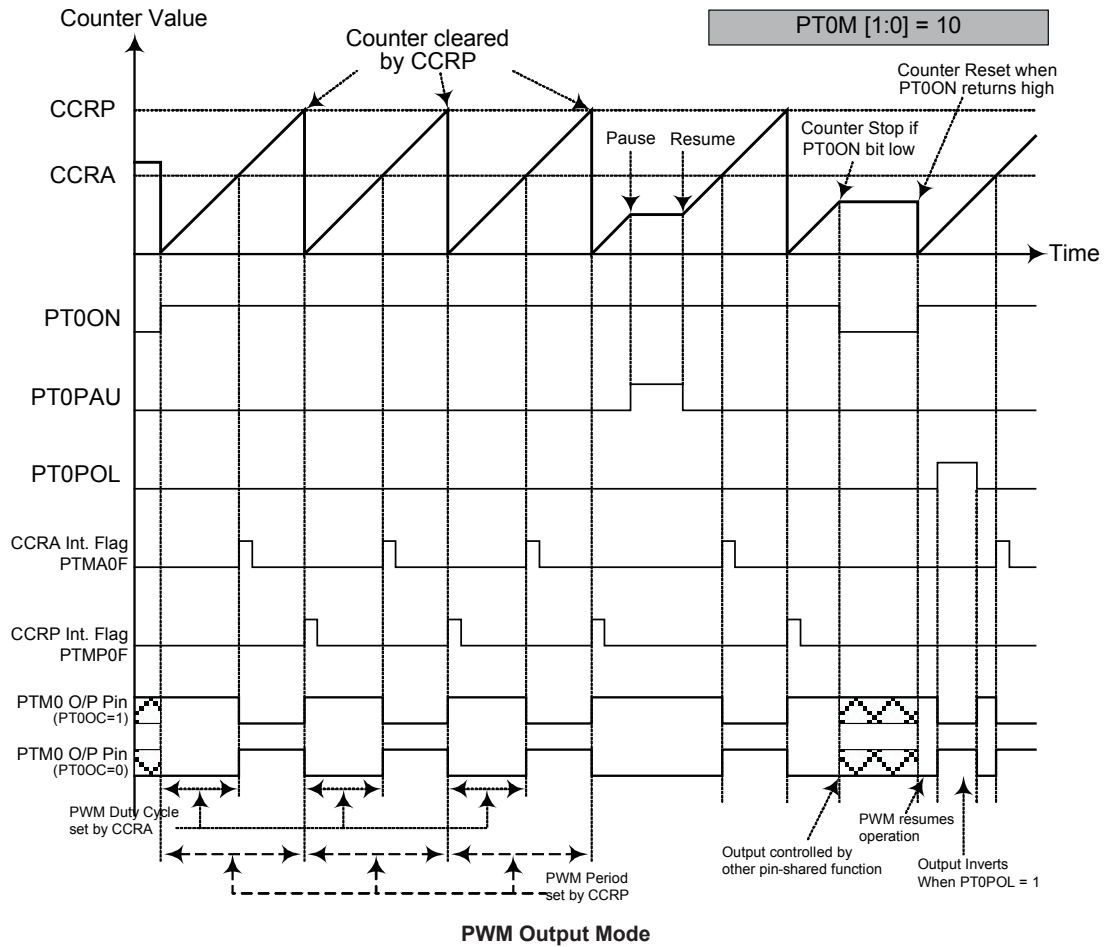 Counter Value
PT0M [1:0] = 10
Counter cleared
by CCRP
Counter Reset when
PT0ON returns high
CCRP
Counter Stop if
PT0ON bit low
Pause
Resume
CCRA
Time
PT0ON
PT0PAU
PT0POL
CCRA Int. Flag
PTMA0F
CCRP Int. Flag
PTMP0F
PTM0 O/P Pin
(PT0OC=1)
PTM0 O/P Pin
(PT0OC=0)
PWM Duty Cycle
set by CCRA
PWM resumes
operation
Output controlled by
other pin-shared function
Output Inverts
When PT0POL = 1
PWM Period
set by CCRP
PWM Output Mode